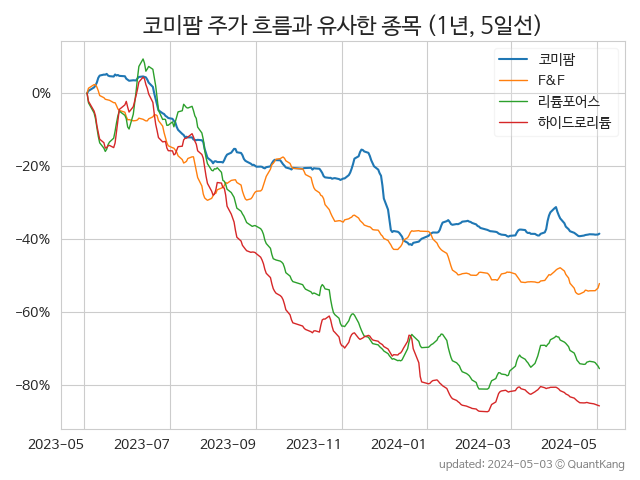 코미팜 주가 흐름과 유사한 종목 (1년, 5일선)
코미팜
F&F
리튬포어스
하이드로리튬
0%
−20%
−40%
−60%
−80%
2023-05 2023-07 2023-09 2023-11 2024-01 2024-03 2024-05
updated: 2024-05-03 © QuantKang